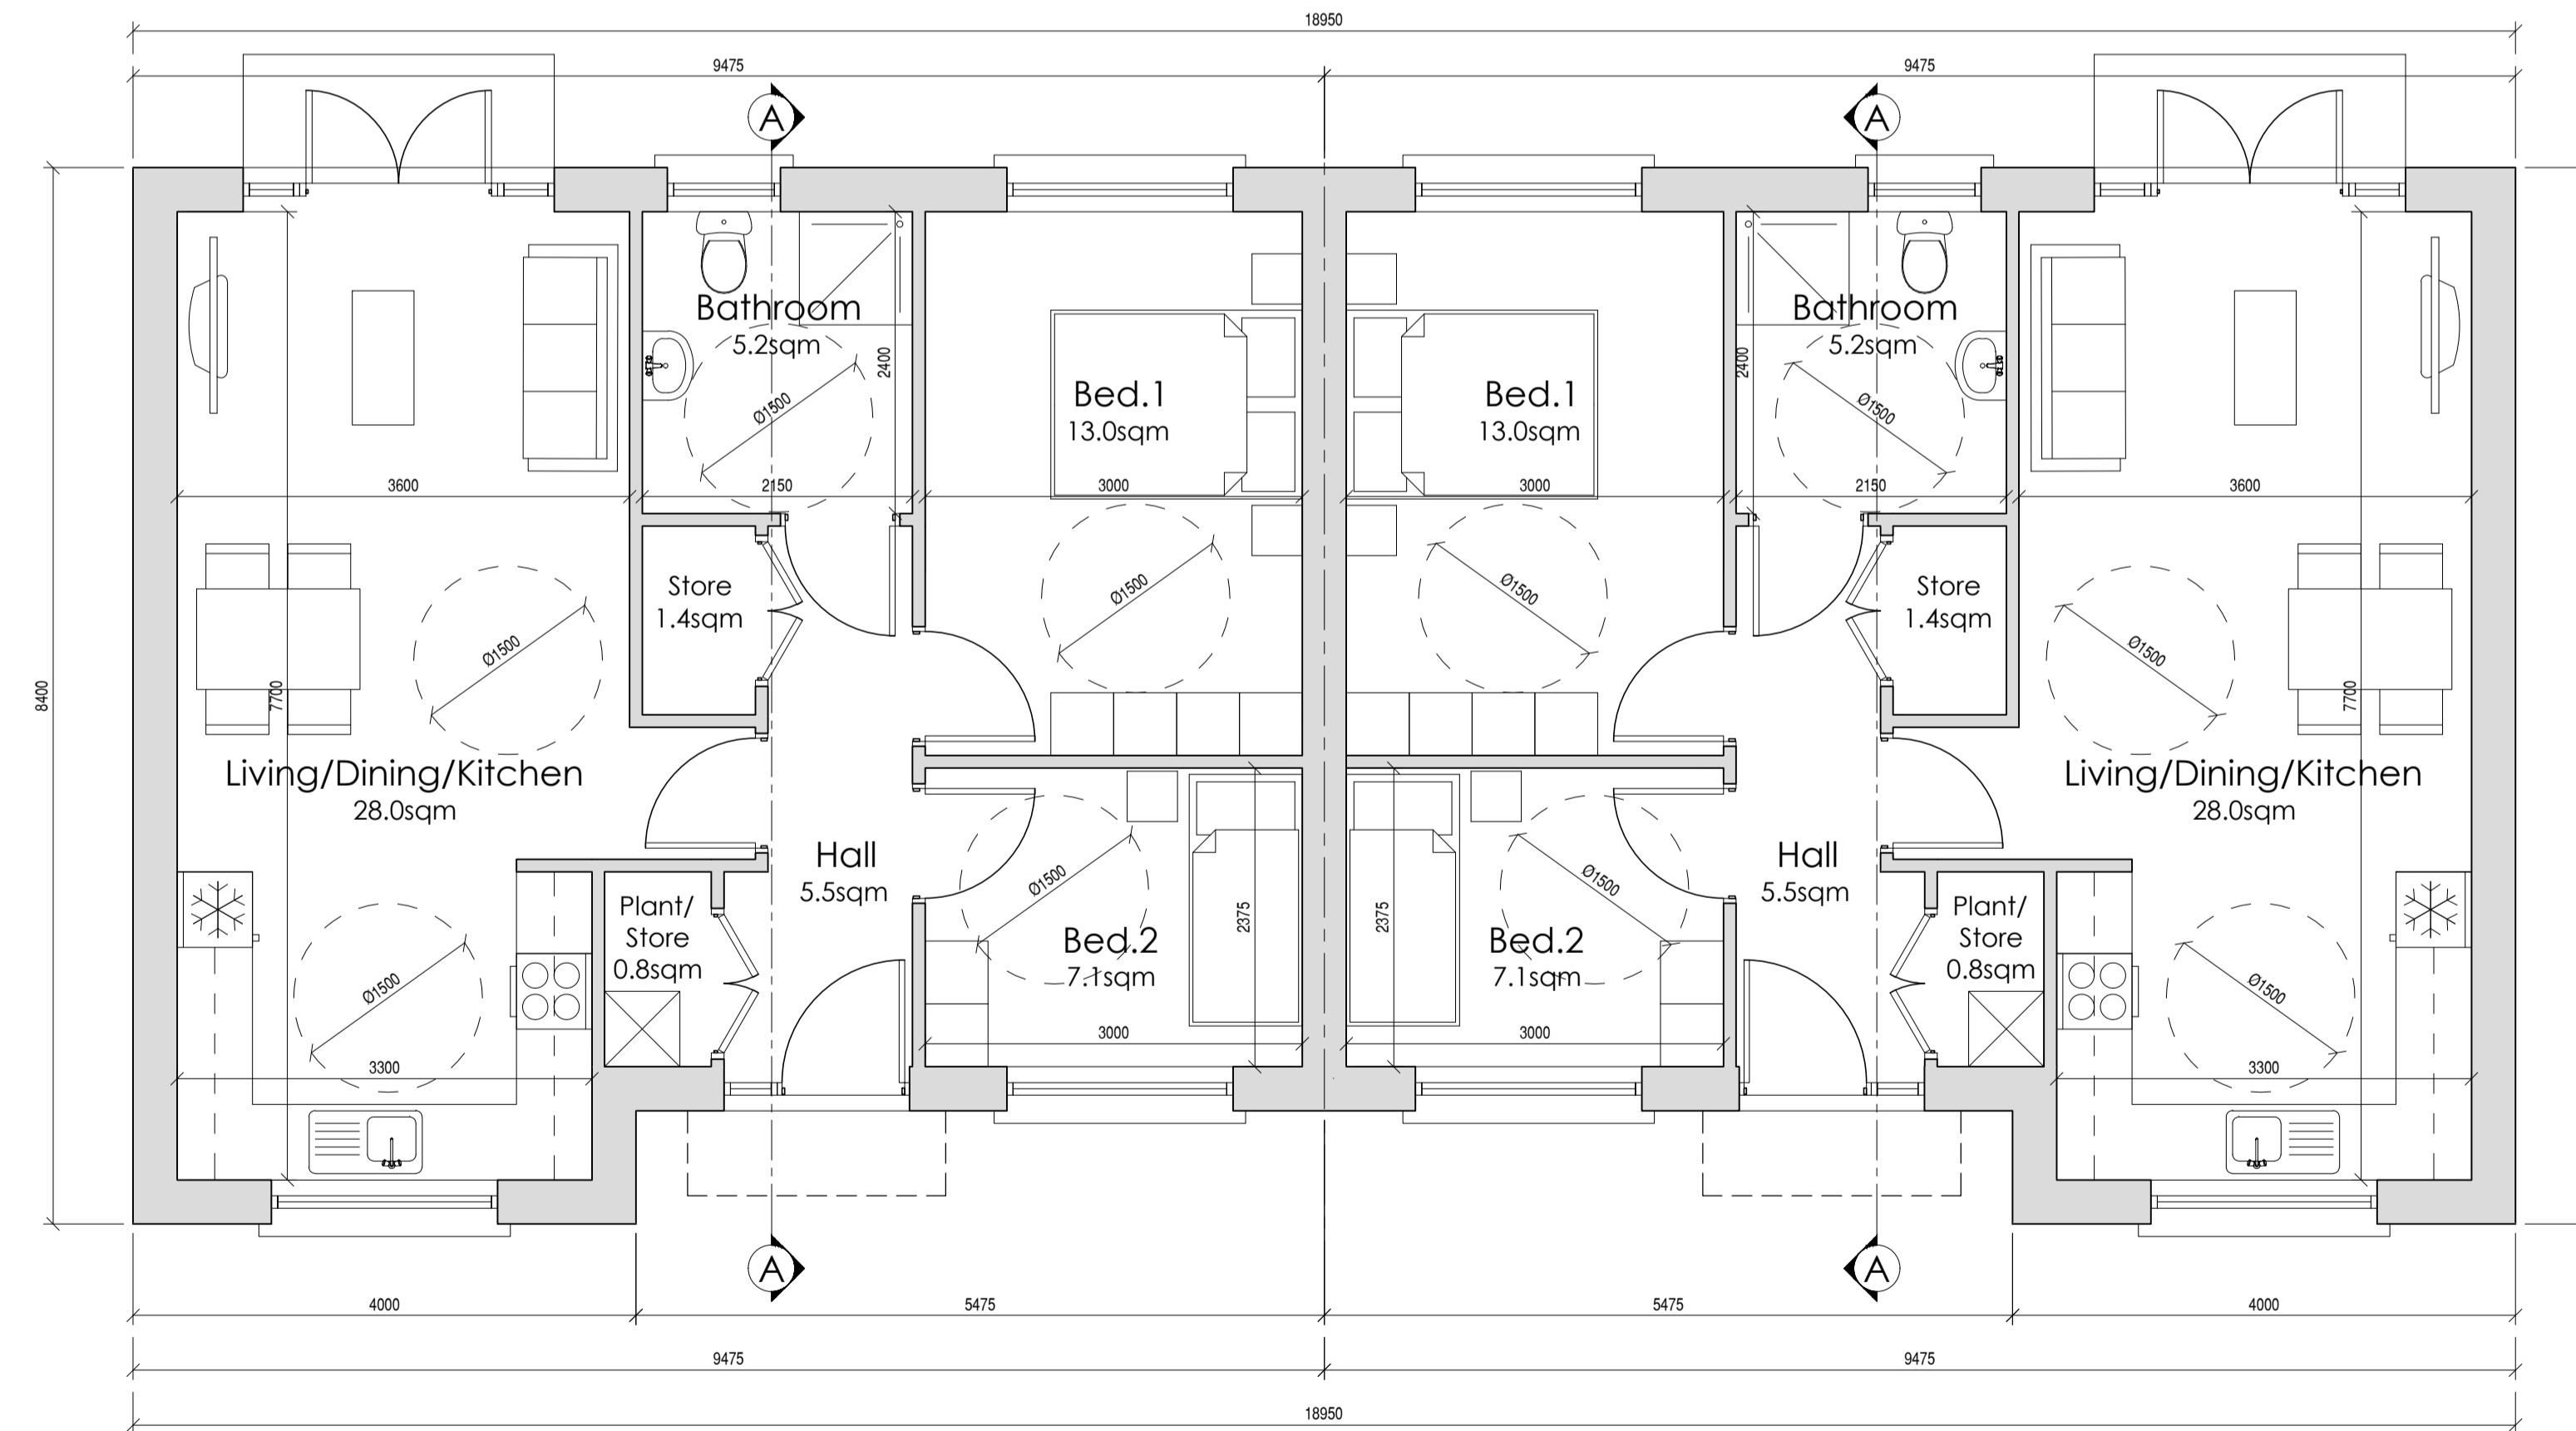 18950
9475
9475
A
A
Bathroom
5.2sqm
2400
Ø1500
Bed.1
13.0sqm
Bed.1
13.0sqm
Bathroom
5.2sqm
2400
Ø1500
3600
2150
3000
3000
2150
3600
Store
1.4sqm
Ø1500
Ø1500
Ø1500
Store
1.4sqm
Ø1500
8400
7700
7700
Living/Dining/Kitchen
28.0sqm
Living/Dining/Kitchen
28.0sqm
Hall
5.5sqm
Hall
5.5sqm
Plant/
Store
0.8sqm
Ø1500
Bed.2
7.1sqm
2375
2375
Ø1500
Bed.2
7.1sqm
Plant/
Store
0.8sqm
Ø1500
Ø1500
3300
3000
3000
3300
A
A
4000
5475
5475
4000
9475
9475
18950